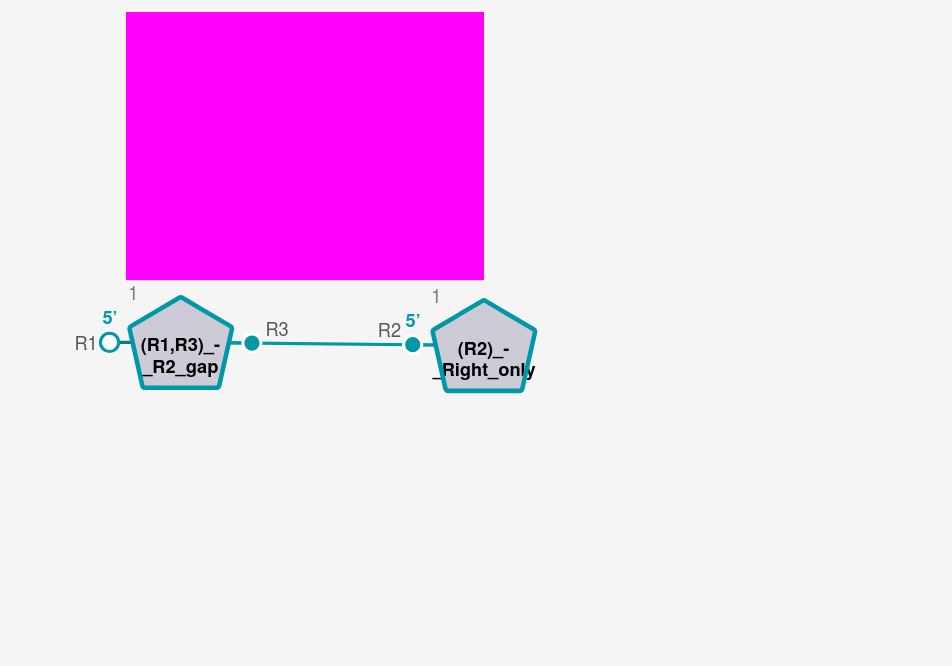 1
1
5’
5’
R1
(R1,R3)_-
_R2_gap
R3
R2
(R2)_-
_Right_only